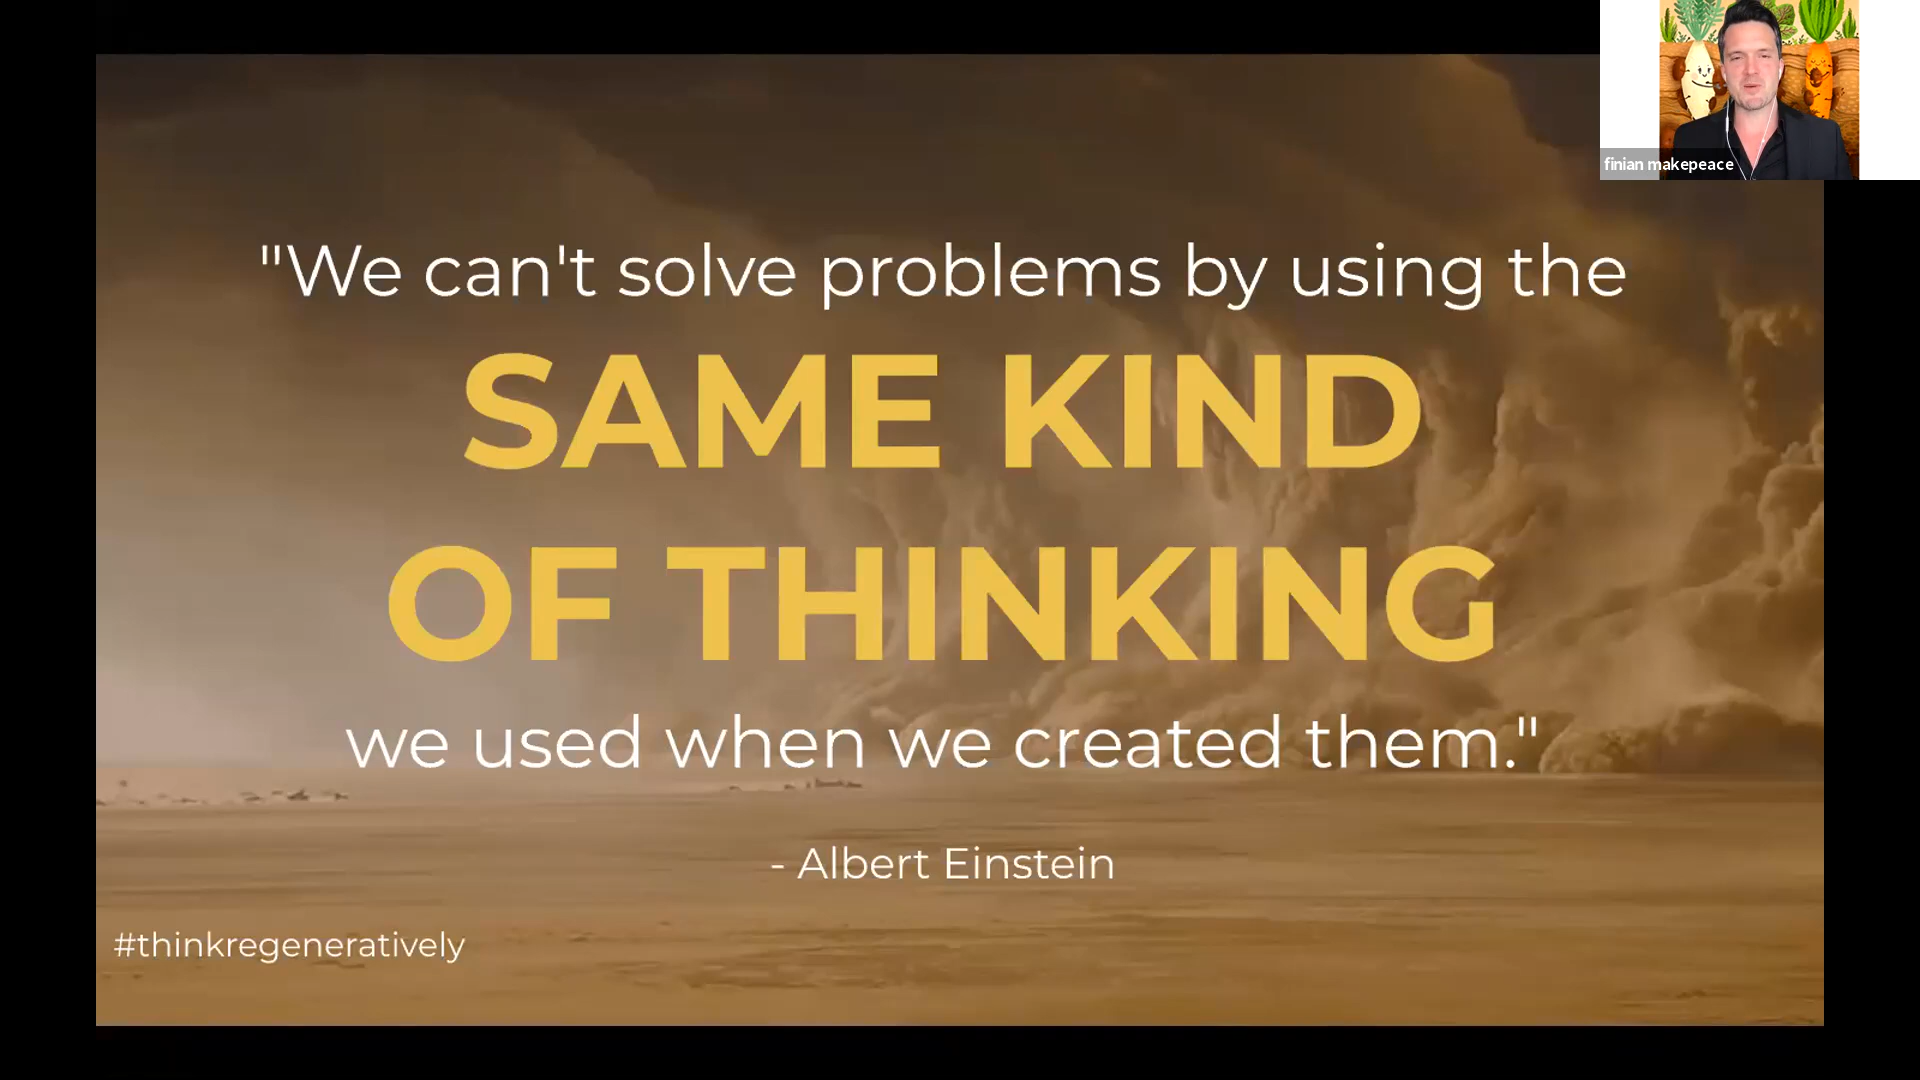 finian makepeace
"We can't solve problems by using the
SAME KIND
OF THINKING
we used when we created them."
- Albert Einstein
#thinkregeneratively